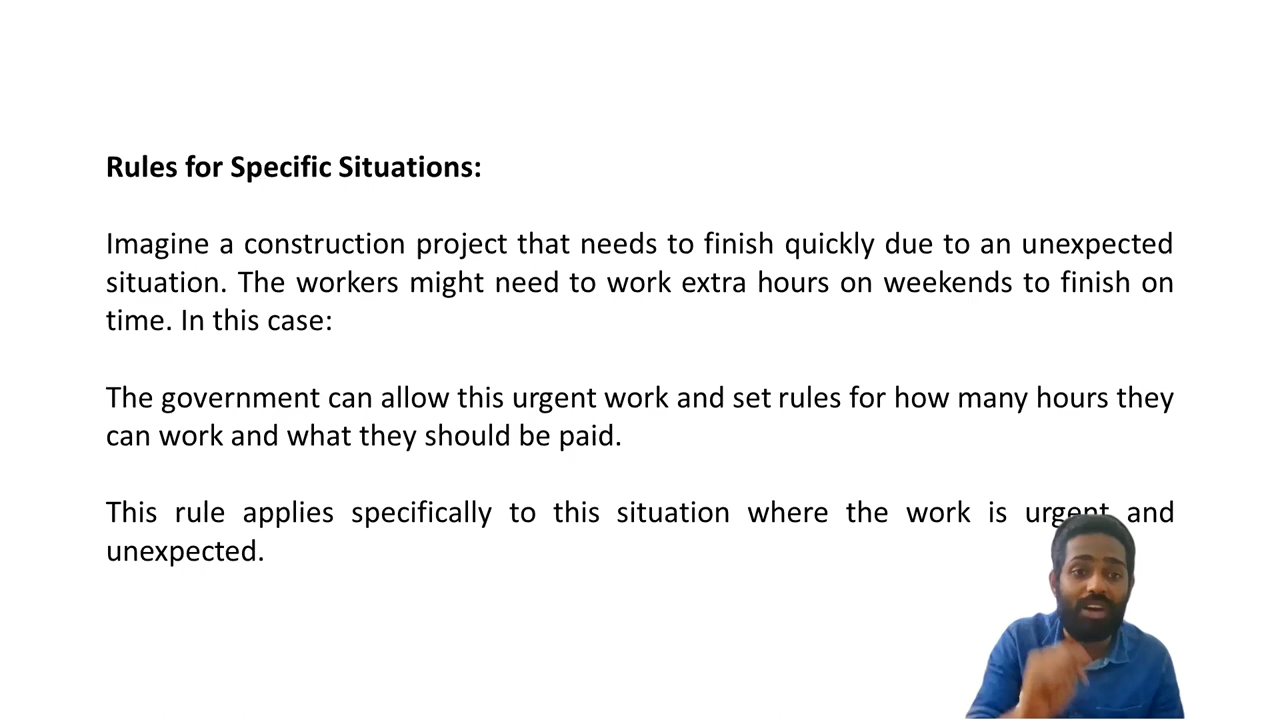 Rules for Specific Situations:
Imagine a construction project that needs to finish quickly due to an unexpected
situation. The workers might need to work extra hours on weekends to finish on
time. In this case:
The government can allow this urgent work and set rules for how many hours they
can work and what they should be paid.
This rule applies specifically to this situation where the work is urgent and
unexpected.